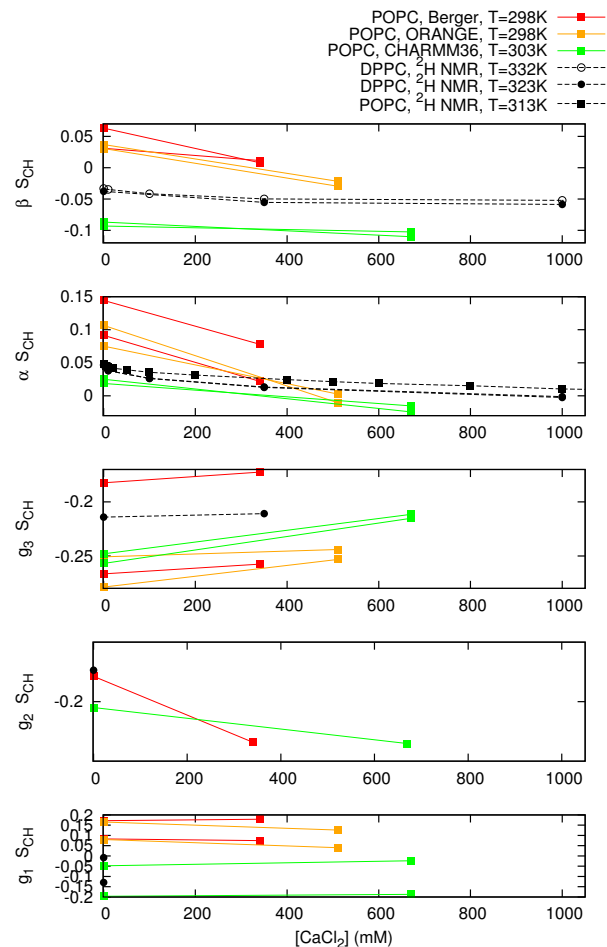 POPC, Berger, T=298K
POPC, ORANGE, T=298K
POPC, CHARMM36, T=303K
DPPC, ²H NMR, T=332K
DPPC, ²H NMR, T=323K
POPC, ²H NMR, T=313K
β S_CH
0.05
0
-0.05
-0.1
0 200 400 600 800 1000
α S_CH
0.15
0.1
0.05
0
0 200 400 600 800 1000
g₃ S_CH
-0.2
-0.25
0 200 400 600 800 1000
g₂ S_CH
-0.2
0 200 400 600 800 1000
g₁ S_CH
0.2
0.15
0.1
0.05
0
-0.05
-0.1
-0.15
-0.2
0 200 400 600 800 1000
[CaCl₂] (mM)